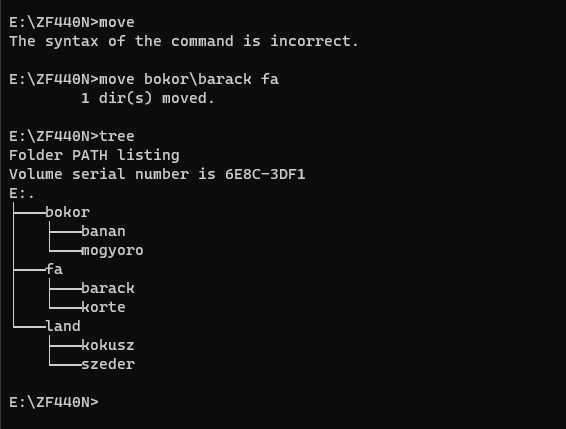 E:\ZF440N>move
The syntax of the command is incorrect.

E:\ZF440N>move bokor\barack fa
        1 dir(s) moved.

E:\ZF440N>tree
Folder PATH listing
Volume serial number is 6E8C-3DF1
E:.
├───bokor
│   ├───banan
│   └───mogyoro
├───fa
│   ├───barack
│   └───korte
└───land
    ├───kokusz
    └───szeder

E:\ZF440N>